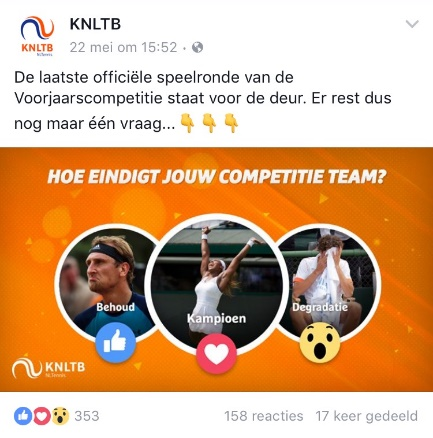 KNLTB
22 mei om 15:52
KNLTB
De laatste officiële speelronde van de
Voorjaarscompetitie staat voor de deur. Er rest dus
nog maar één vraag... 👇 👇 👇
HOE EINDIGT JOUW COMPETITIE TEAM?
Behoud
Kampioen
Degradatie
KNLTB
353
158 reacties
17 keer gedeeld